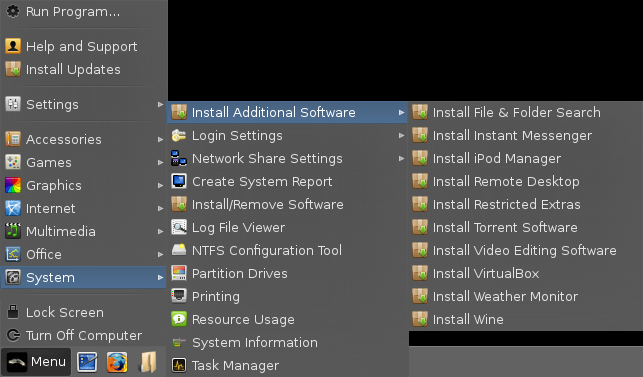 Run Program...
Help and Support
Install Updates
Settings
Accessories
Games
Graphics
Internet
Multimedia
Office
System
Lock Screen
Turn Off Computer
Menu
Install Additional Software
Login Settings
Network Share Settings
Create System Report
Install/Remove Software
Log File Viewer
NTFS Configuration Tool
Partition Drives
Printing
Resource Usage
System Information
Task Manager
Install File & Folder Search
Install Instant Messenger
Install iPod Manager
Install Remote Desktop
Install Restricted Extras
Install Torrent Software
Install Video Editing Software
Install VirtualBox
Install Weather Monitor
Install Wine